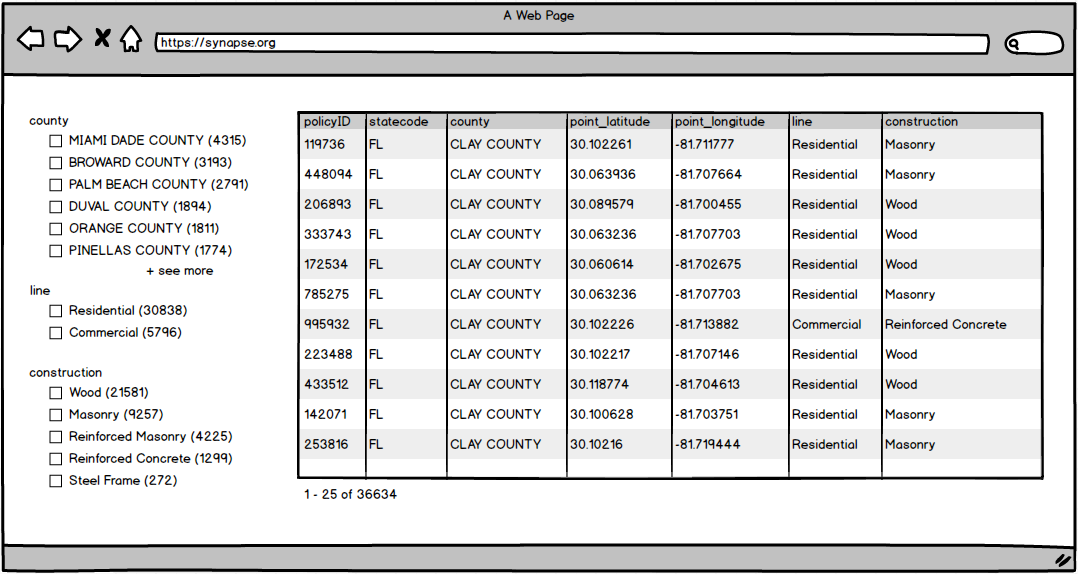 A Web Page
https://synapse.org
county
MIAMI DADE COUNTY (4315)
BROWARD COUNTY (3193)
PALM BEACH COUNTY (2791)
DUVAL COUNTY (1894)
ORANGE COUNTY (1811)
PINELLAS COUNTY (1774)
+ see more
line
Residential (30838)
Commercial (5796)
construction
Wood (21581)
Masonry (9257)
Reinforced Masonry (4225)
Reinforced Concrete (1299)
Steel Frame (272)
policyID statecode county point_latitude point_longitude line construction
119736 FL CLAY COUNTY 30.102261 -81.711777 Residential Masonry
448094 FL CLAY COUNTY 30.063936 -81.707664 Residential Masonry
206893 FL CLAY COUNTY 30.089579 -81.700455 Residential Wood
333743 FL CLAY COUNTY 30.063236 -81.707703 Residential Wood
172534 FL CLAY COUNTY 30.060614 -81.702675 Residential Wood
785275 FL CLAY COUNTY 30.063236 -81.707703 Residential Masonry
995932 FL CLAY COUNTY 30.102226 -81.713882 Commercial Reinforced Concrete
223488 FL CLAY COUNTY 30.102217 -81.707146 Residential Wood
433512 FL CLAY COUNTY 30.118774 -81.704613 Residential Wood
142071 FL CLAY COUNTY 30.100628 -81.703751 Residential Masonry
253816 FL CLAY COUNTY 30.10216 -81.719444 Residential Masonry
1 - 25 of 36634